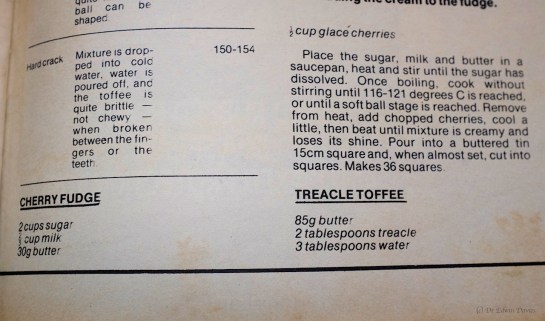 ball can be
shaped.
Hard crack
Mixture is drop-
ped into cold
water, water is
poured off, and
the toffee is
quite brittle —
not chewy —
when broken
between the fin-
gers or the
teeth.
150-154
CHERRY FUDGE
2 cups sugar
cup milk
30g butter
the cream to the fudge.
½ cup glacé cherries
Place the sugar, milk and butter in a
saucepan, heat and stir until the sugar has
dissolved. Once boiling, cook without
stirring until 116-121 degrees C is reached,
or until a soft ball stage is reached. Remove
from heat, add chopped cherries, cool a
little, then beat until mixture is creamy and
loses its shine. Pour into a buttered tin
15cm square and, when almost set, cut into
squares. Makes 36 squares.
TREACLE TOFFEE
85g butter
2 tablespoons treacle
3 tablespoons water